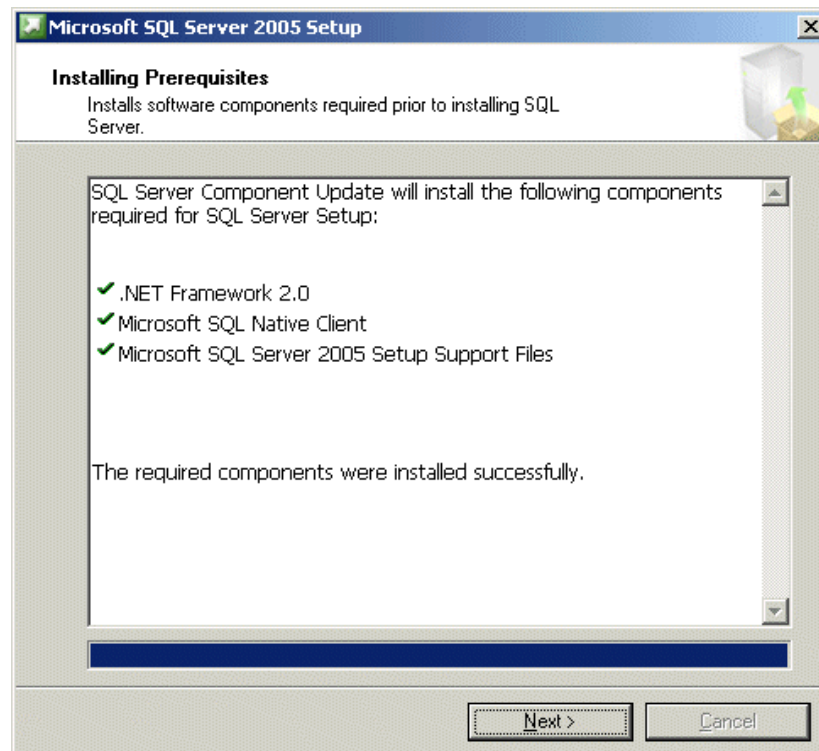 Microsoft SQL Server 2005 Setup
Installing Prerequisites
Installs software components required prior to installing SQL
Server.
SQL Server Component Update will install the following components
required for SQL Server Setup:
.NET Framework 2.0
Microsoft SQL Native Client
Microsoft SQL Server 2005 Setup Support Files
The required components were installed successfully.
Next >
Cancel